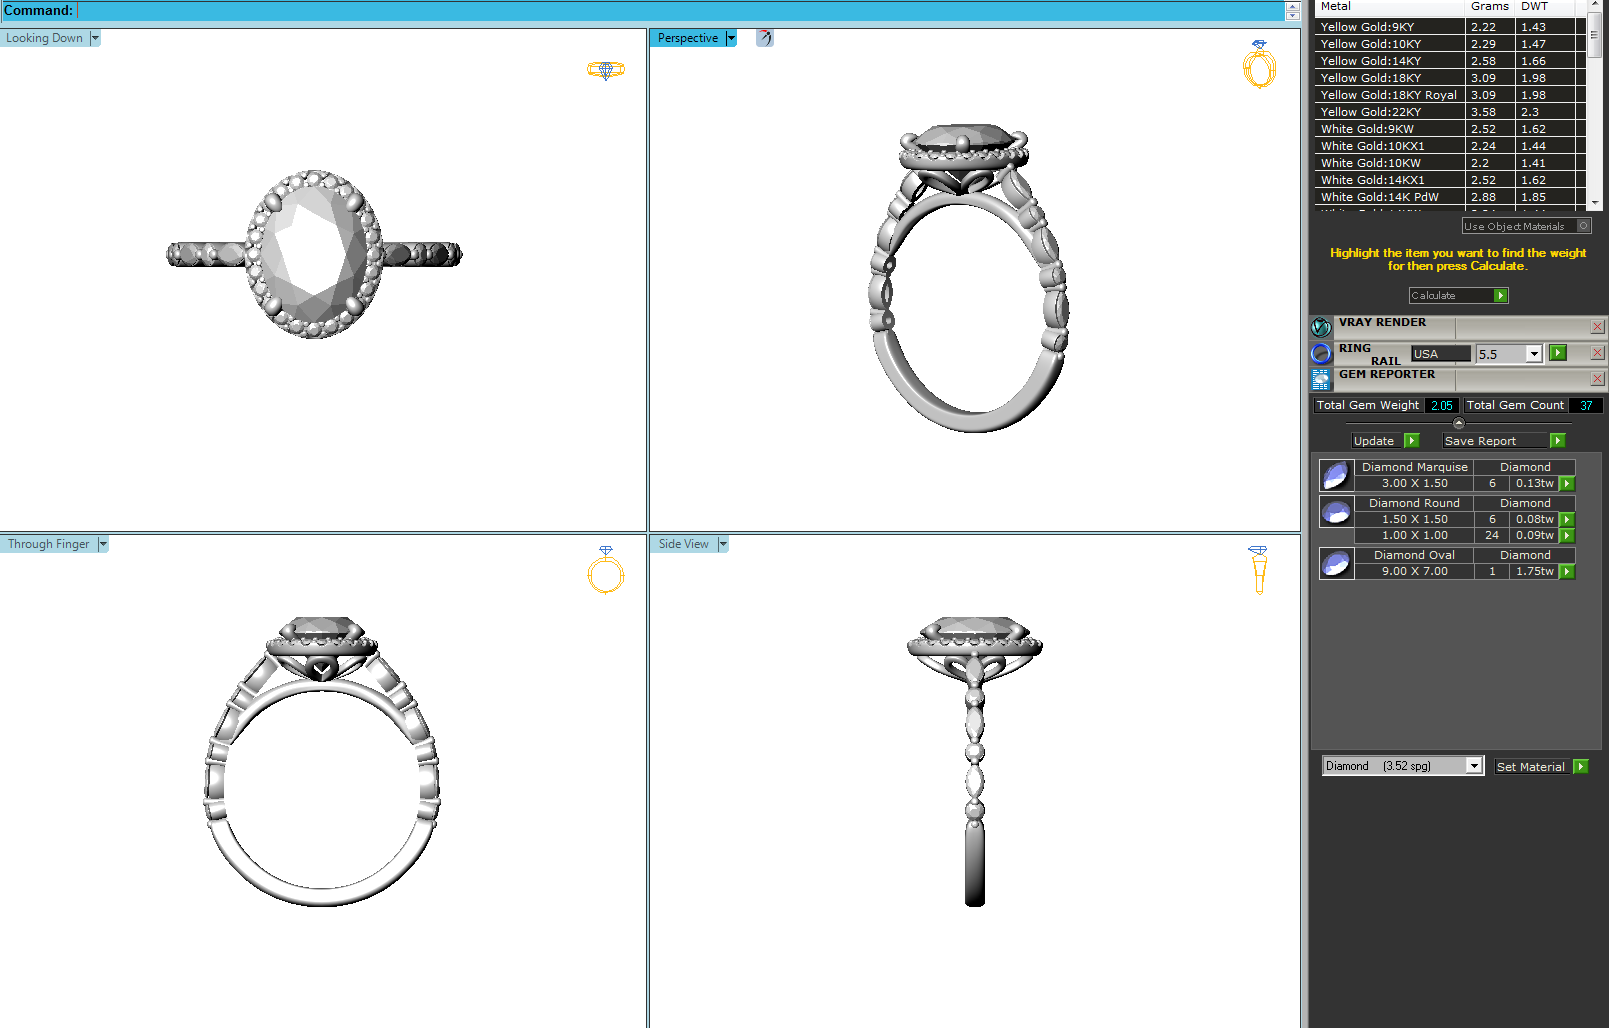 Command:
Looking Down
Perspective
Through Finger
Side View
Metal Grams DWT
Yellow Gold:9KY 2.22 1.43
Yellow Gold:10KY 2.29 1.47
Yellow Gold:14KY 2.58 1.66
Yellow Gold:18KY 3.09 1.98
Yellow Gold:18KY Royal 3.09 1.98
Yellow Gold:22KY 3.58 2.3
White Gold:9KW 2.52 1.62
White Gold:10KX1 2.24 1.44
White Gold:10KW 2.2 1.41
White Gold:14KX1 2.52 1.62
White Gold:14K PdW 2.88 1.85
Use Object Materials
Highlight the item you want to find the weight
for then press Calculate.
Calculate
VRAY RENDER
RING
RAIL USA 5.5
GEM REPORTER
Total Gem Weight 2.05 Total Gem Count 37
Update Save Report
Diamond Marquise Diamond
3.00 X 1.50 6 0.13tw
Diamond Round Diamond
1.50 X 1.50 6 0.08tw
1.00 X 1.00 24 0.09tw
Diamond Oval Diamond
9.00 X 7.00 1 1.75tw
Diamond (3.52 spg) Set Material